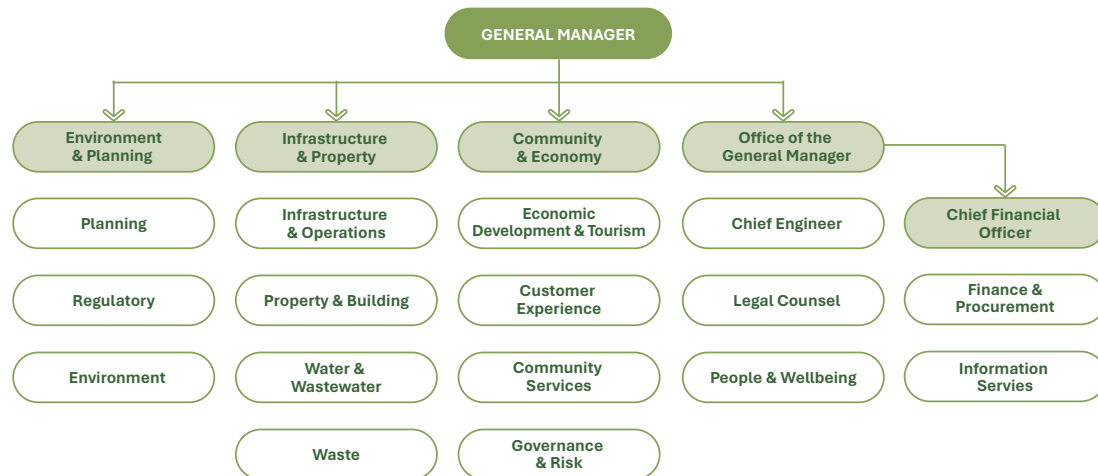 GENERAL MANAGER
Environment
& Planning
Infrastructure
& Property
Community
& Economy
Office of the
General Manager
Planning
Infrastructure
& Operations
Economic
Development & Tourism
Chief Engineer
Chief Financial
Officer
Regulatory
Property & Building
Customer
Experience
Legal Counsel
Finance &
Procurement
Environment
Water &
Wastewater
Community
Services
People & Wellbeing
Information
Servies
Waste
Governance
& Risk